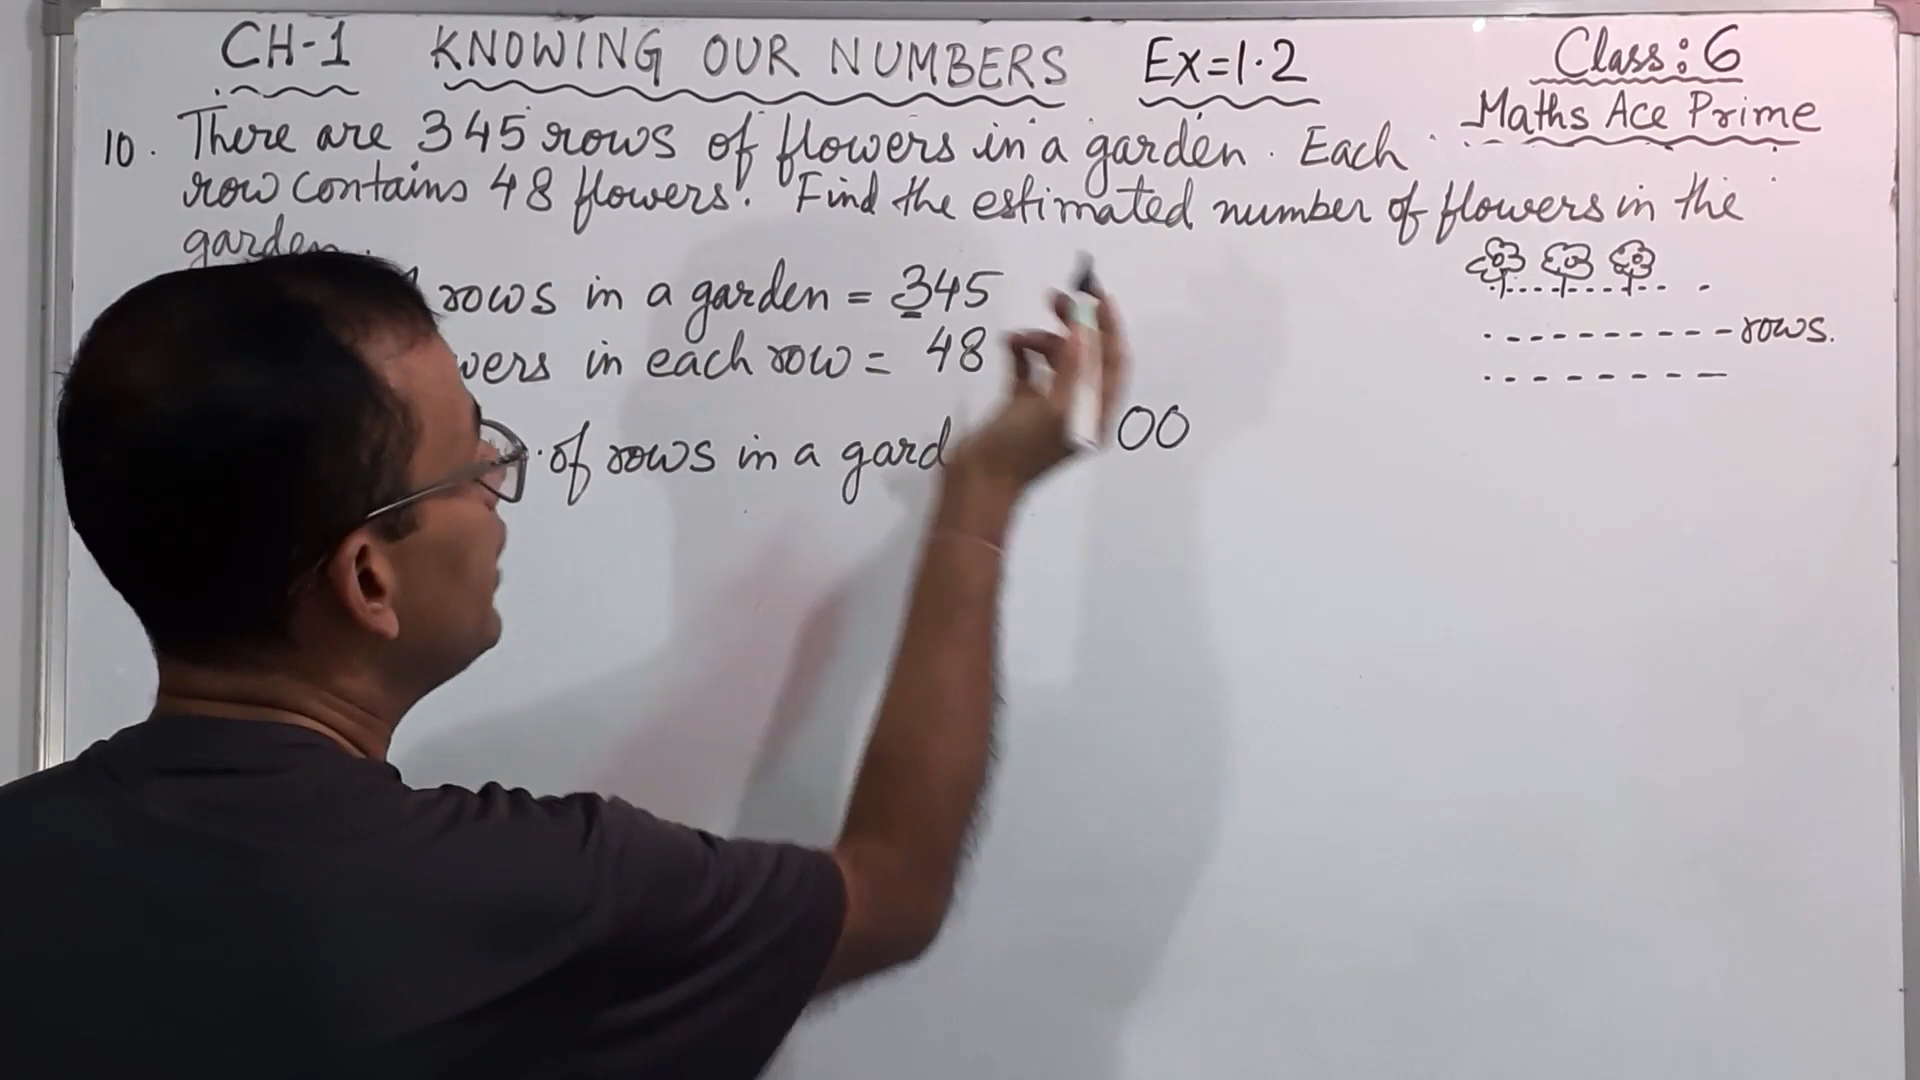 CH-1 KNOWING OUR NUMBERS Ex=1.2 Class: 6
Maths Ace Prime
10. There are 345 rows of flowers in a garden. Each
row contains 48 flowers. Find the estimated number of flowers in the
garden.
rows in a garden = 345
in each row = 48
rows.
of rows in a 00